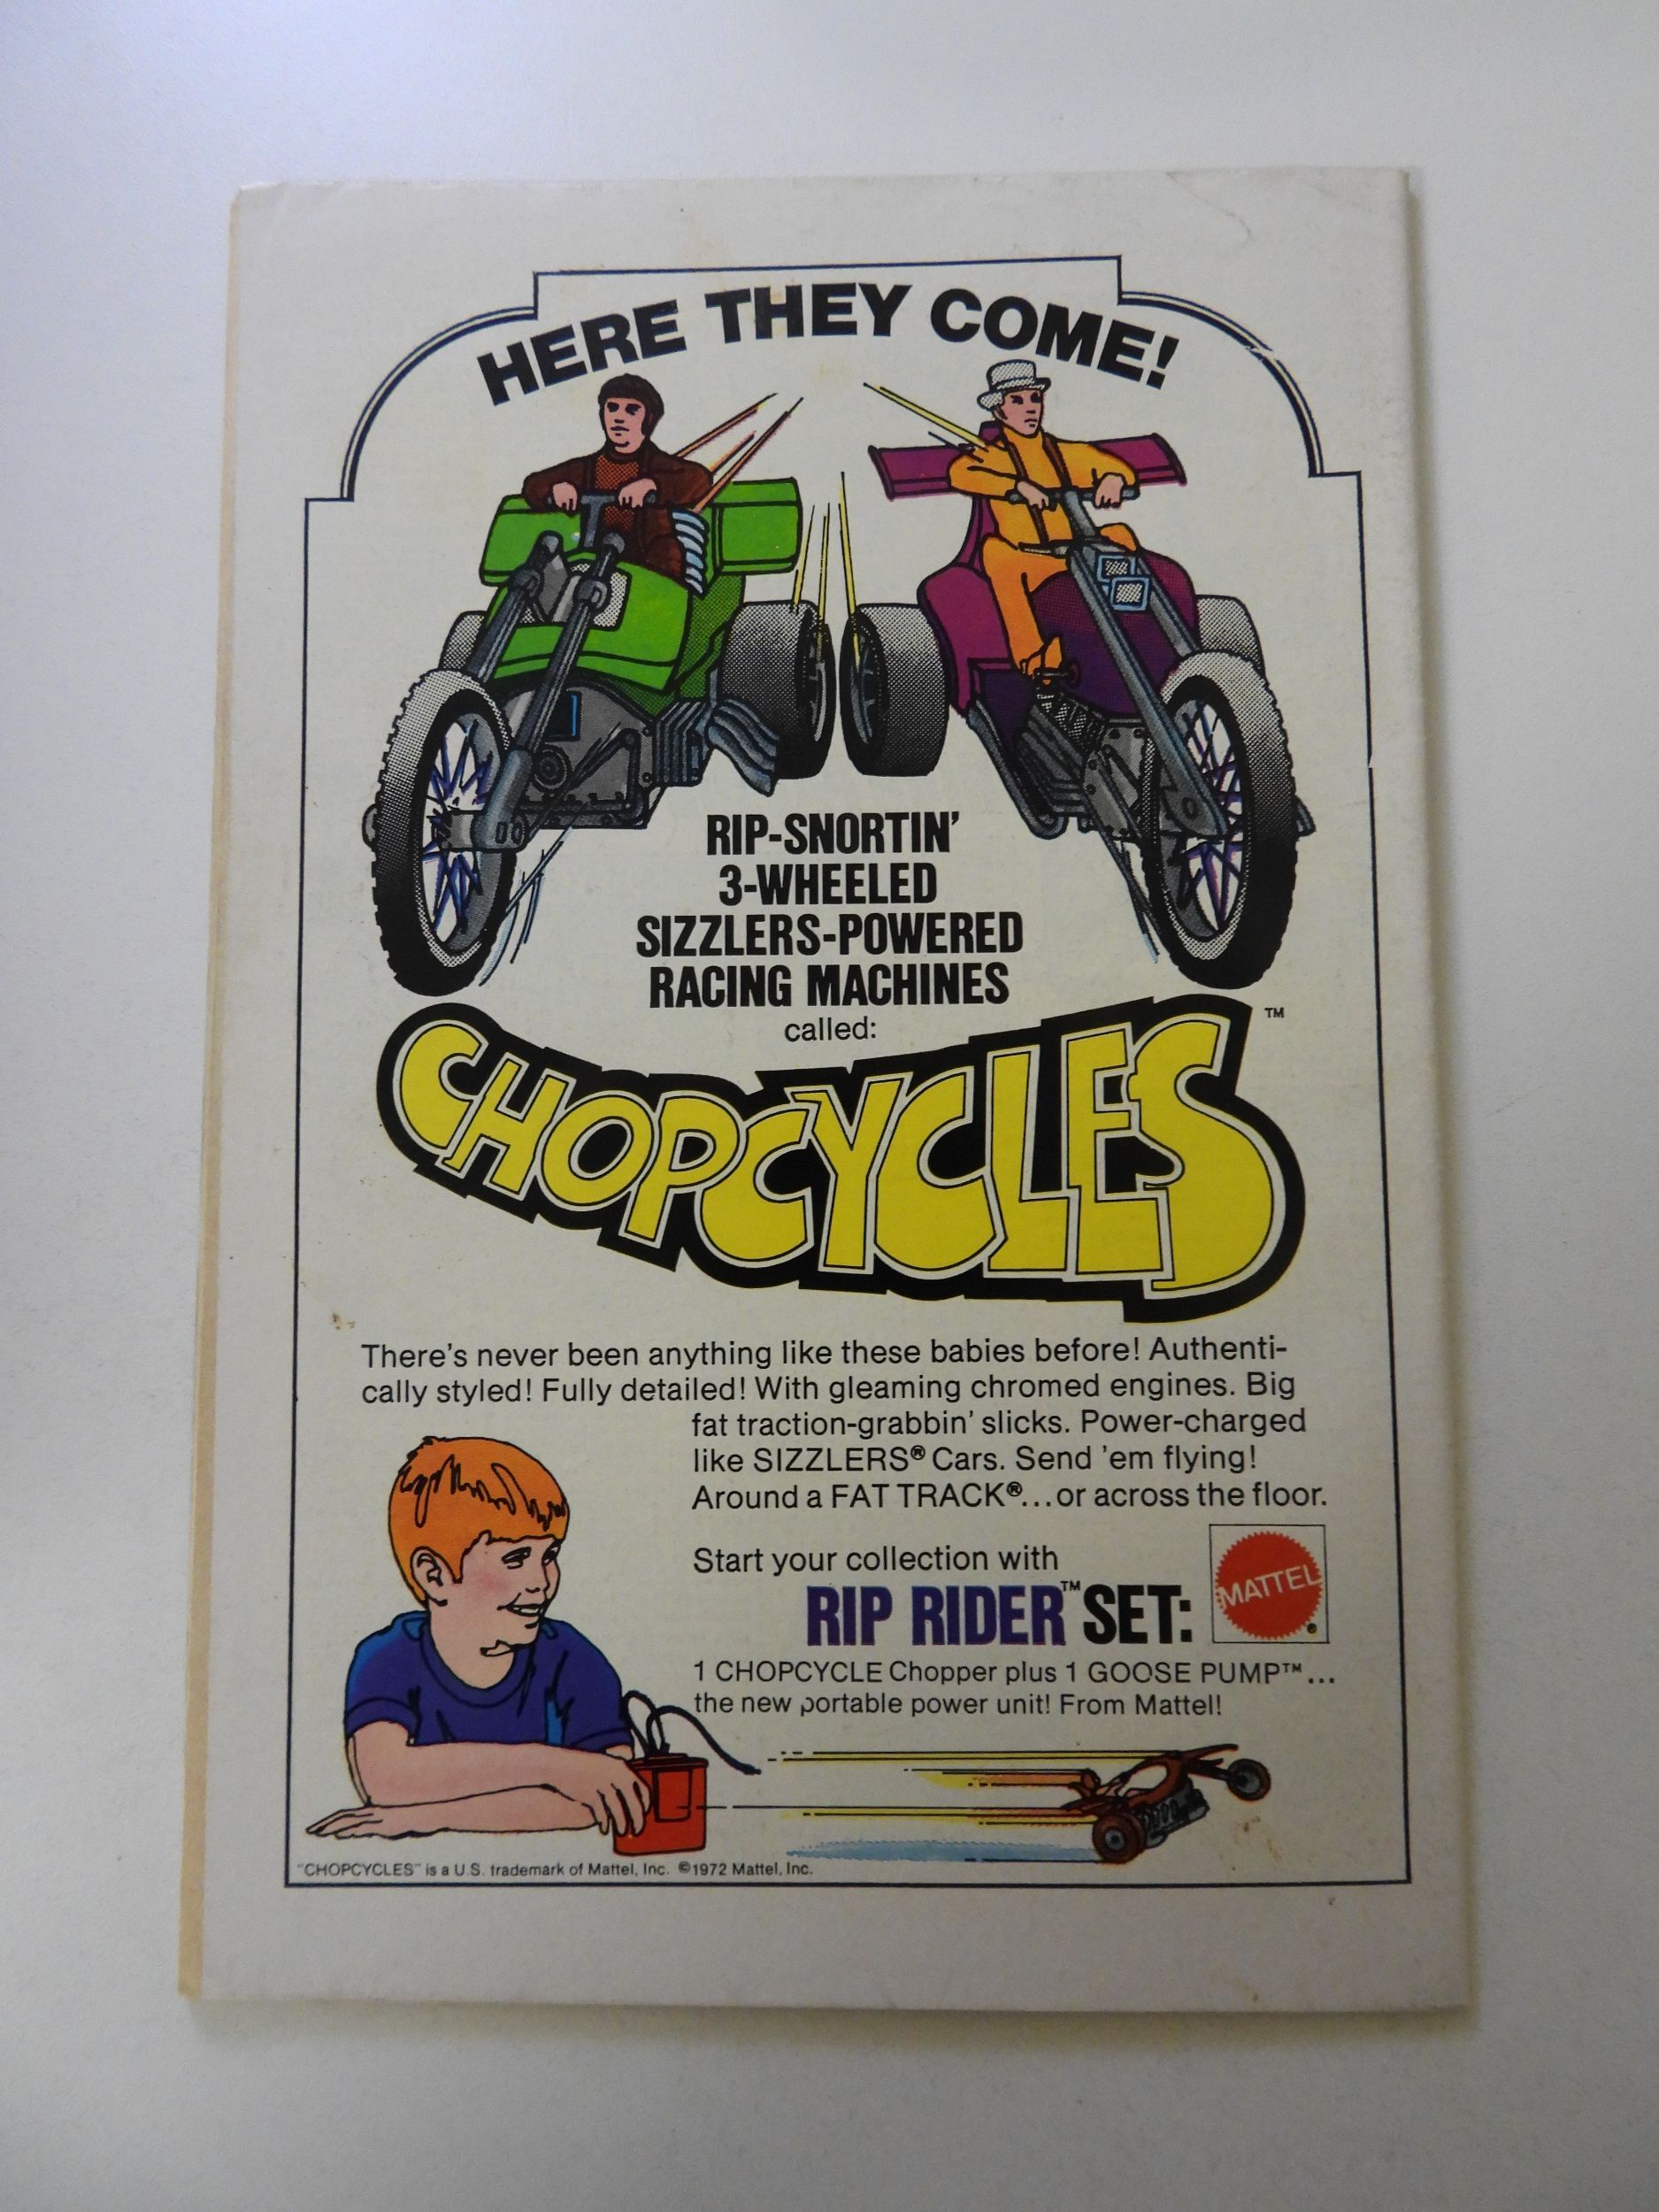 HERE THEY COME!
RIP-SNORTIN'
3-WHEELED
SIZZLERS-POWERED
RACING MACHINES
called:
CHOPCYCLES™
There's never been anything like these babies before! Authenti-
cally styled! Fully detailed! With gleaming chromed engines. Big
fat traction-grabbin' slicks. Power-charged
like SIZZLERS® Cars. Send 'em flying!
Around a FAT TRACK®...or across the floor.
Start your collection with
RIP RIDER™ SET:
MATTEL®
1 CHOPCYCLE Chopper plus 1 GOOSE PUMP™...
the new portable power unit! From Mattel!
"CHOPCYCLES" is a U.S. trademark of Mattel, Inc. ©1972 Mattel, Inc.